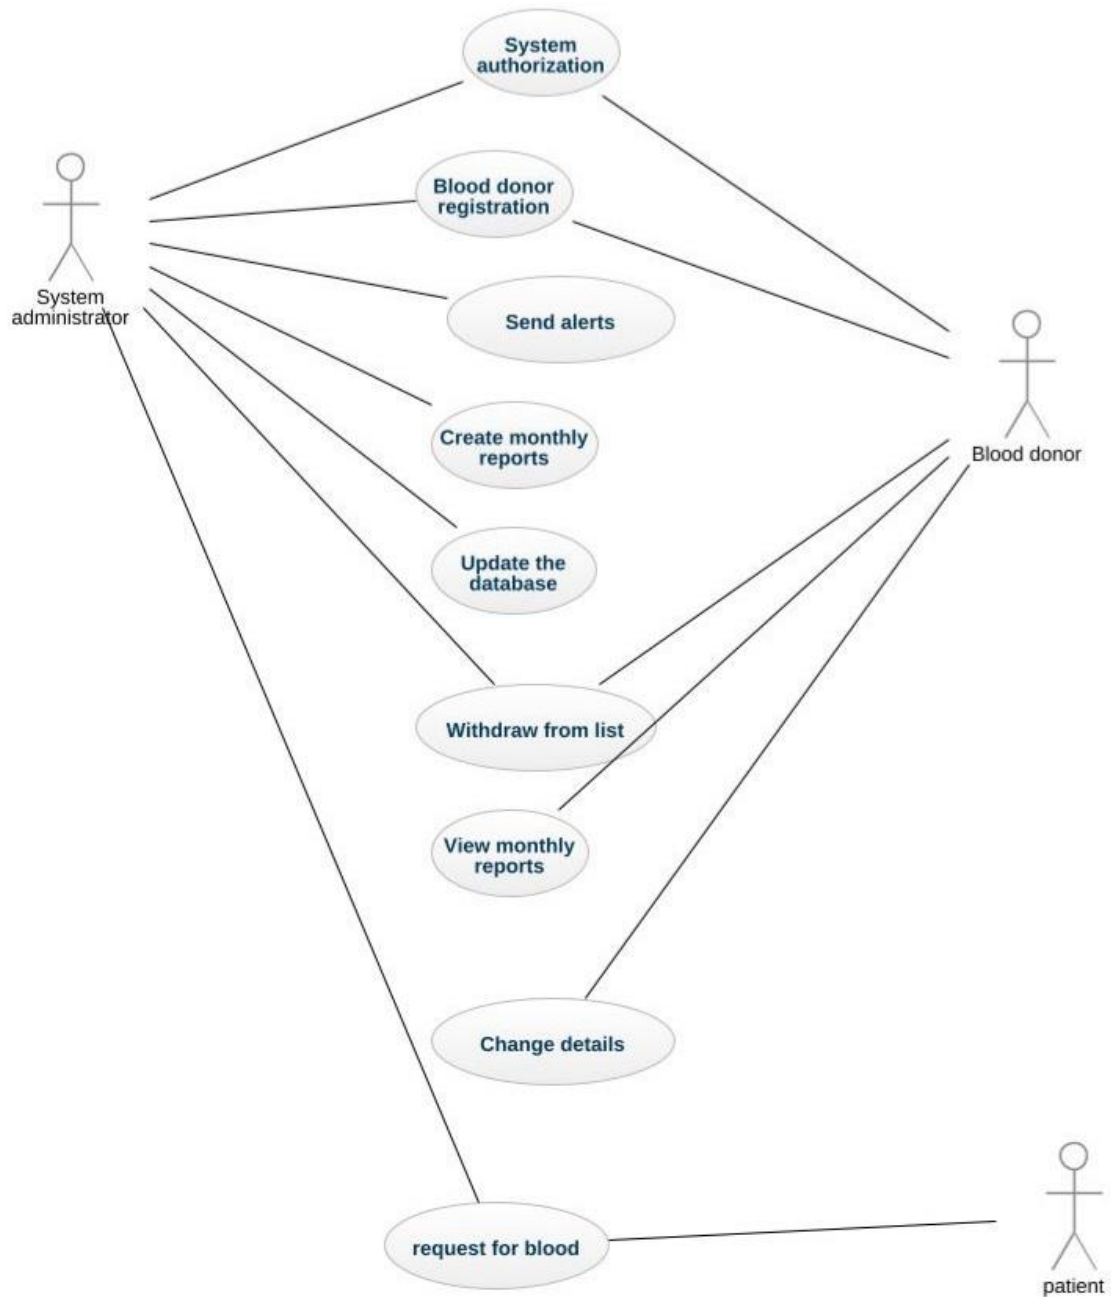 System
authorization
Blood donor
registration
System
administrator
Send alerts
Create monthly
reports
Blood donor
Update the
database
Withdraw from list
View monthly
reports
Change details
request for blood
patient